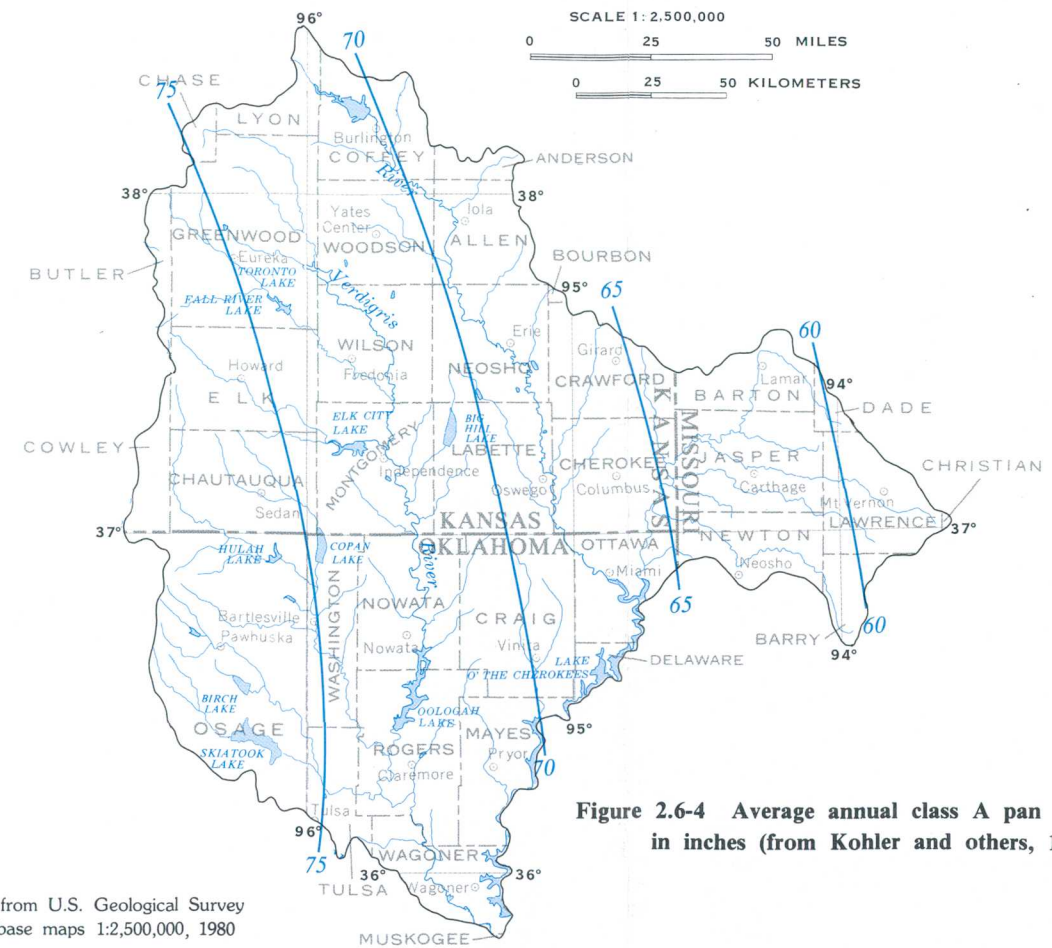 SCALE 1:2,500,000
0 25 50 MILES
0 25 50 KILOMETERS
96°
70
CHASE
75
LYON
Burlington
COFFEY
River
ANDERSON
38°
38°
Yates
Center
Iola
GREENWOOD
WOODSON
ALLEN
Eureka
BUTLER
TORONTO
LAKE
BOURBON
95°
65
FALL RIVER
LAKE
Verdigris
60
Erie
WILSON
Girard
Howard
Fredonia
NEOSHO
CRAWFORD
Lamar
94°
ELK
BARTON
DADE
ELK CITY
LAKE
BIG
HILL
LAKE
KANSAS
MISSOURI
COWLEY
MONTGOMERY
LABETTE
CHEROKEE
JASPER
CHRISTIAN
CHAUTAUQUA
Independence
Oswego
Columbus
Carthage
Mt Vernon
Sedan
37°
KANSAS
LAWRENCE
37°
OKLAHOMA
OTTAWA
NEWTON
HULAH
LAKE
COPAN
LAKE
River
Miami
Neosho
WASHINGTON
NOWATA
65
Bartlesville
CRAIG
60
Pawhuska
Nowata
Vinita
BARRY
94°
LAKE
O' THE CHEROKEES
DELAWARE
BIRCH
LAKE
OOLOGAH
LAKE
OSAGE
MAYES
95°
SKIATOOK
LAKE
ROGERS
Pryor
70
Claremore
Tulsa
96°
WAGONER
75
36°
36°
TULSA
Wagoner
MUSKOGEE
Figure 2.6-4 Average annual class A pan
in inches (from Kohler and others, 1
from U.S. Geological Survey
base maps 1:2,500,000, 1980